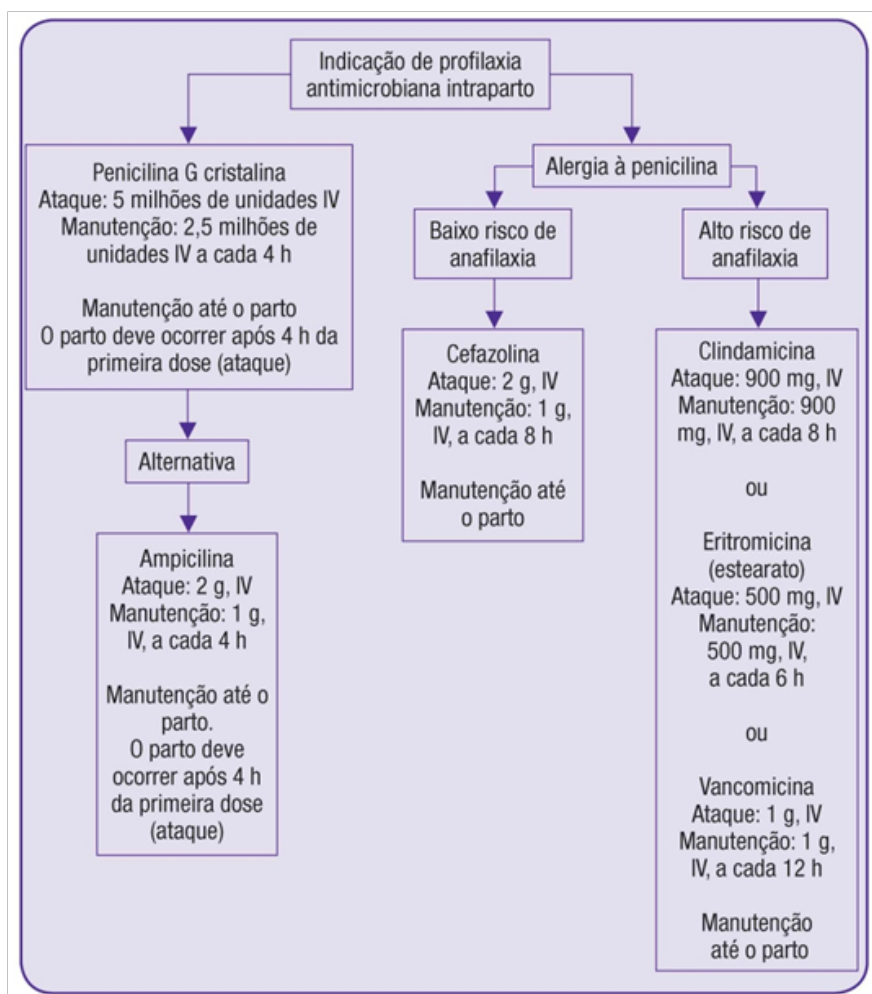 Indicação de profilaxia
antimicrobiana intraparto
Penicilina G cristalina
Ataque: 5 milhões de unidades IV
Manutenção: 2,5 milhões de
unidades IV a cada 4 h
Manutenção até o parto
O parto deve ocorrer após 4 h da
primeira dose (ataque)
Alternativa
Ampicilina
Ataque: 2 g, IV
Manutenção: 1 g,
IV, a cada 4 h
Manutenção até o
parto.
O parto deve
ocorrer após 4 h
da primeira dose
(ataque)
Alergia à penicilina
Baixo risco de
anafilaxia
Cefazolina
Ataque: 2 g, IV
Manutenção: 1 g,
IV, a cada 8 h
Manutenção até
o parto
Alto risco de
anafilaxia
Clindamicina
Ataque: 900 mg, IV
Manutenção: 900
mg, IV, a cada 8 h
ou
Eritromicina
(estearato)
Ataque: 500 mg, IV
Manutenção:
500 mg, IV,
a cada 6 h
ou
Vancomicina
Ataque: 1 g, IV
Manutenção: 1 g,
IV, a cada 12 h
Manutenção
até o parto